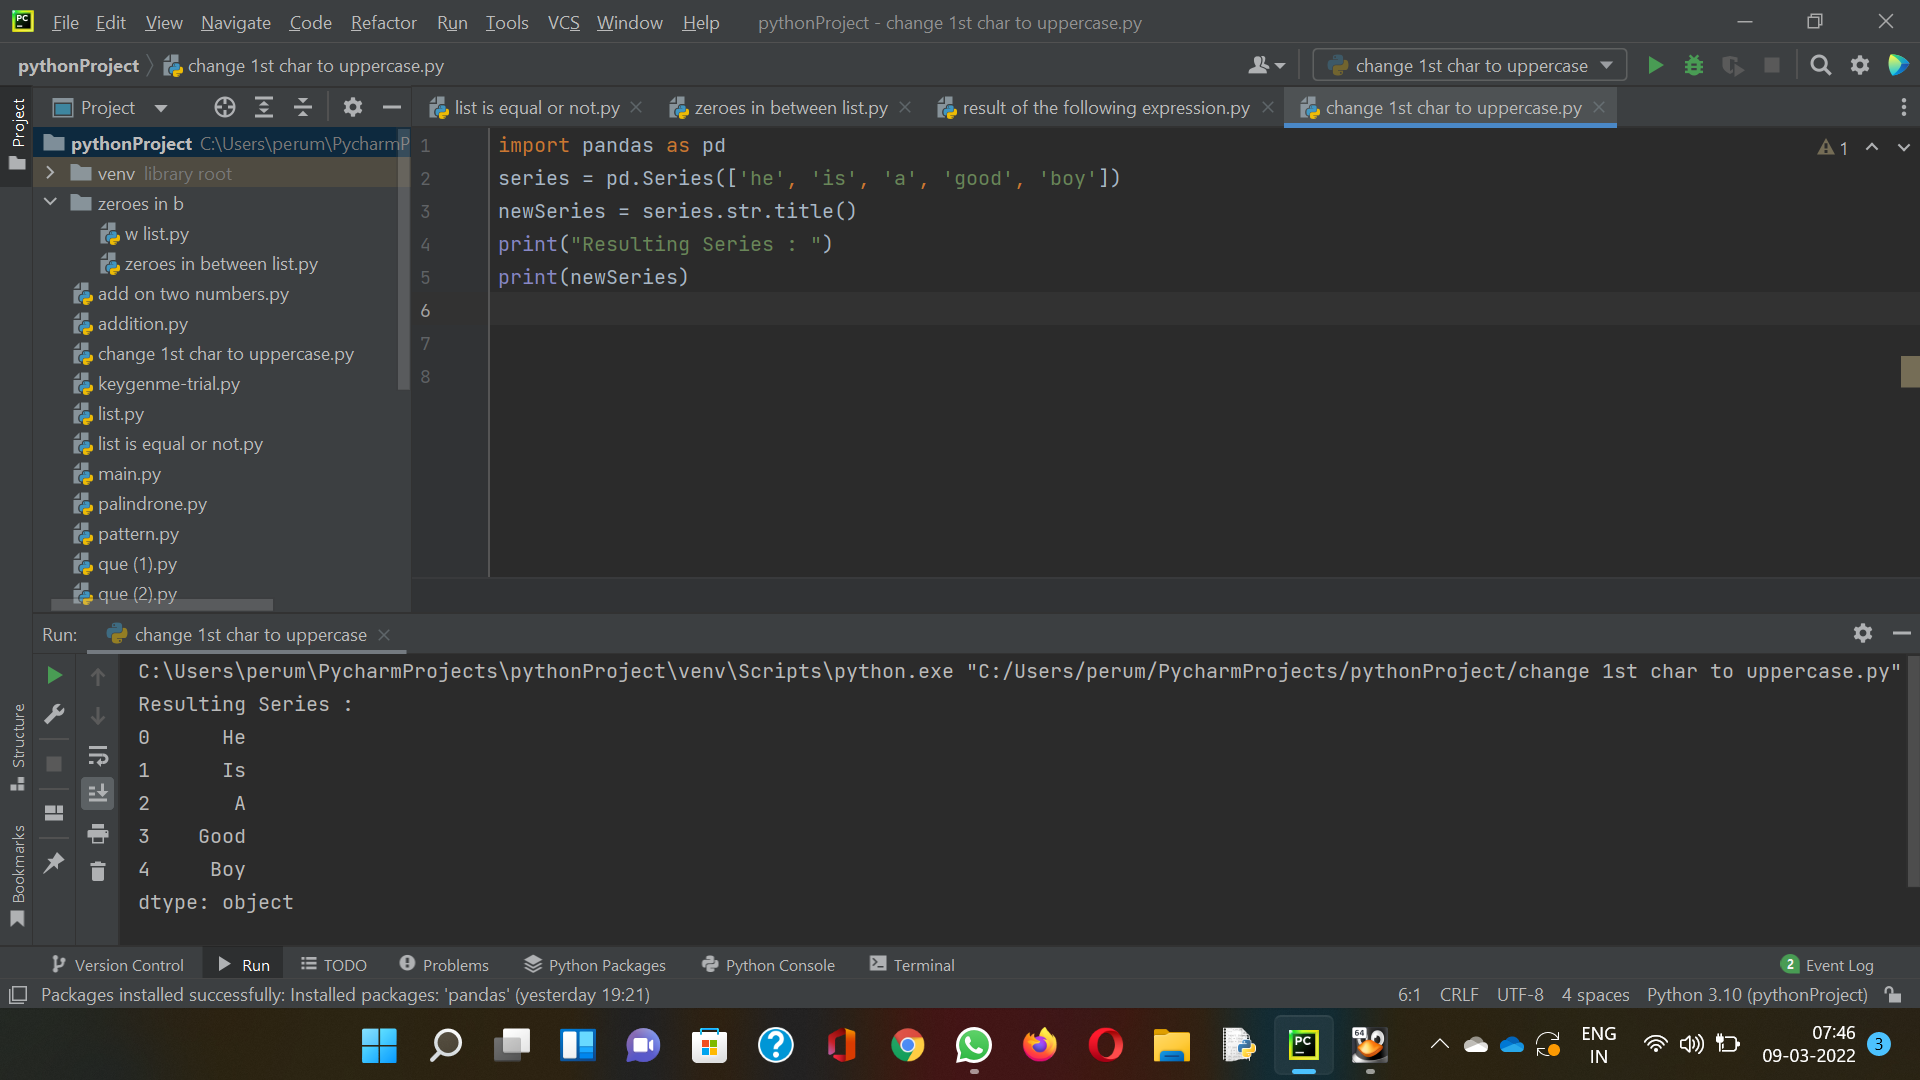 PC File Edit View Navigate Code Refactor Run Tools VCS Window Help pythonProject - change 1st char to uppercase.py
pythonProject change 1st char to uppercase.py change 1st char to uppercase
Project list is equal or not.py zeroes in between list.py result of the following expression.py change 1st char to uppercase.py
Project
pythonProject C:\Users\perum\PycharmP
venv library root
zeroes in b
w list.py
zeroes in between list.py
add on two numbers.py
addition.py
change 1st char to uppercase.py
keygenme-trial.py
list.py
list is equal or not.py
main.py
palindrone.py
pattern.py
que (1).py
que (2).py
1 import pandas as pd
2 series = pd.Series(['he', 'is', 'a', 'good', 'boy'])
3 newSeries = series.str.title()
4 print("Resulting Series : ")
5 print(newSeries)
6
7
8
1
Run: change 1st char to uppercase
C:\Users\perum\PycharmProjects\pythonProject\venv\Scripts\python.exe "C:/Users/perum/PycharmProjects/pythonProject/change 1st char to uppercase.py"
Resulting Series :
0      He
1      Is
2       A
3    Good
4     Boy
dtype: object
Structure
Bookmarks
Version Control Run TODO Problems Python Packages Python Console Terminal 2 Event Log
Packages installed successfully: Installed packages: 'pandas' (yesterday 19:21) 6:1 CRLF UTF-8 4 spaces Python 3.10 (pythonProject)
PC 64 ENG 07:46
IN 09-03-2022 3